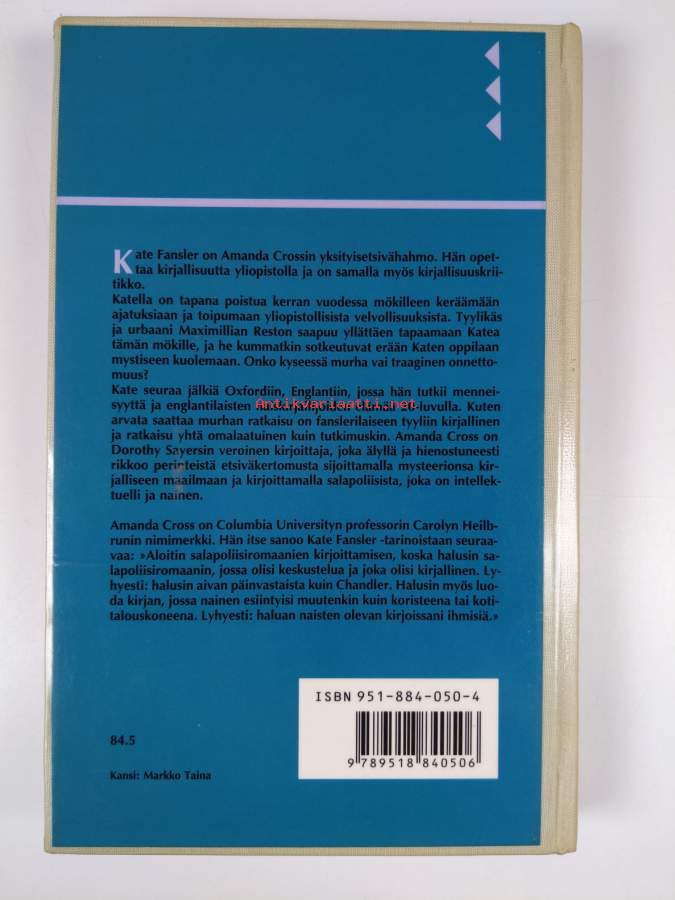 Kate Fansler on Amanda Crossin yksityisetsivähahmo. Hän opet-
taa kirjallisuutta yliopistolla ja on samalla myös kirjallisuuskrii-
tikko.
Katella on tapana poistua kerran vuodessa mökilleen keräämään
ajatuksiaan ja toipumaan yliopistollisista velvollisuuksista. Tyylikäs
ja urbaani Maximillian Reston saapuu yllättäen tapaamaan Katea
tämän mökille, ja he kummatkin sotkeutuvat erään Katen oppilaan
mystiseen kuolemaan. Onko kyseessä murha vai traaginen onnetto-
muus?
Kate seuraa jälkiä Oxfordiin, Englantiin, jossa hän tutkii mennei-
syyttä ja englantilaisten -luvulla. Kuten
Antikvariaatti.net
arvata saattaa murhan ratkaisu on fanslerilaiseen tyyliin kirjallinen
ja ratkaisu yhtä omalaatuinen kuin tutkimuskin. Amanda Cross on
Dorothy Sayersin veroinen kirjoittaja, joka älyllä ja hienostuneesti
rikkoo perinteistä etsiväkertomusta sijoittamalla mysteerionsa kir-
jalliseen maailmaan ja kirjoittamalla salapoliisista, joka on intellek-
tuelli ja nainen.
Amanda Cross on Columbia Universityn professorin Carolyn Heilb-
runin nimimerkki. Hän itse sanoo Kate Fansler -tarinoistaan seuraa-
vaa: »Aloitin salapoliisiromaanien kirjoittamisen, koska halusin sa-
lapoliisiromaanin, jossa olisi keskustelua ja joka olisi kirjallinen. Ly-
hyesti: halusin aivan päinvastaista kuin Chandler. Halusin myös luo-
da kirjan, jossa nainen esiintyisi muutenkin kuin koristeena tai koti-
talouskoneena. Lyhyesti: haluan naisten olevan kirjoissani ihmisiä.»
ISBN 951-884-050-4
9 789518 840506
84.5
Kansi: Markko Taina